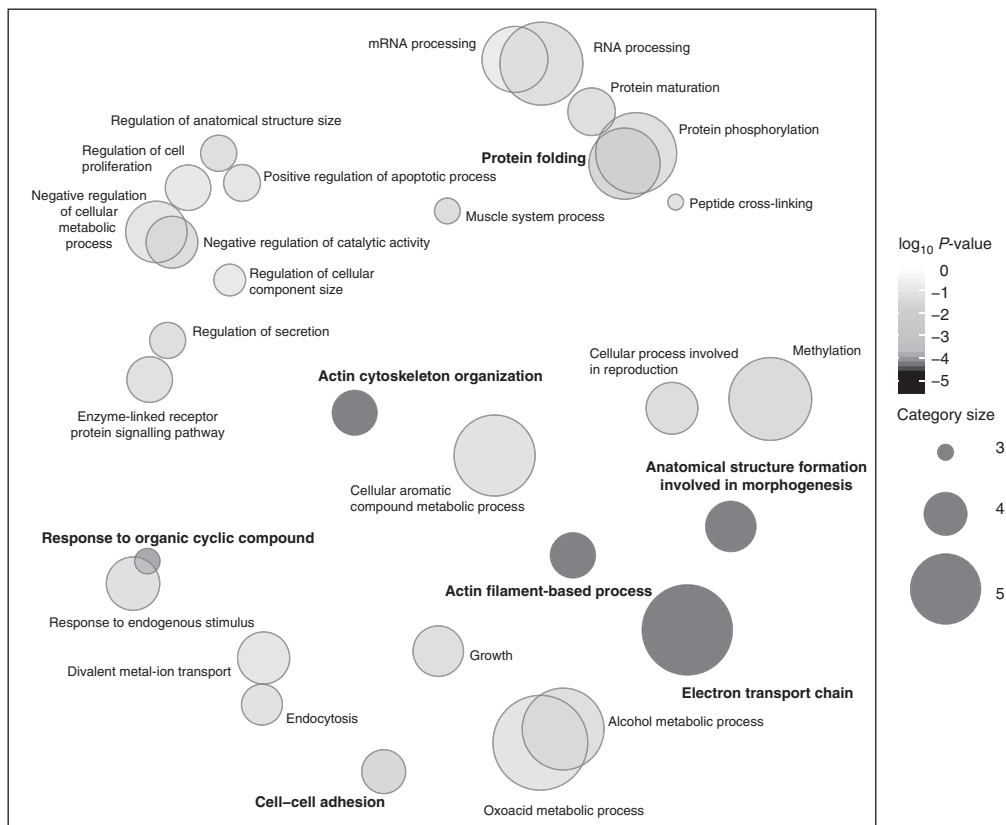 mRNA processing
RNA processing
Protein maturation
Regulation of anatomical structure size
Protein phosphorylation
Regulation of cell
proliferation
Protein folding
Positive regulation of apoptotic process
Negative regulation
of cellular
metabolic
process
Peptide cross-linking
Muscle system process
Negative regulation of catalytic activity
Regulation of cellular
component size
Regulation of secretion
Enzyme-linked receptor
protein signalling pathway
Actin cytoskeleton organization
Cellular process involved
in reproduction
Methylation
Cellular aromatic
compound metabolic process
Anatomical structure formation
involved in morphogenesis
Response to organic cyclic compound
Actin filament-based process
Response to endogenous stimulus
Divalent metal-ion transport
Growth
Electron transport chain
Endocytosis
Alcohol metabolic process
Cell–cell adhesion
Oxoacid metabolic process
log10 P-value
0
–1
–2
–3
–4
–5
Category size
3
4
5